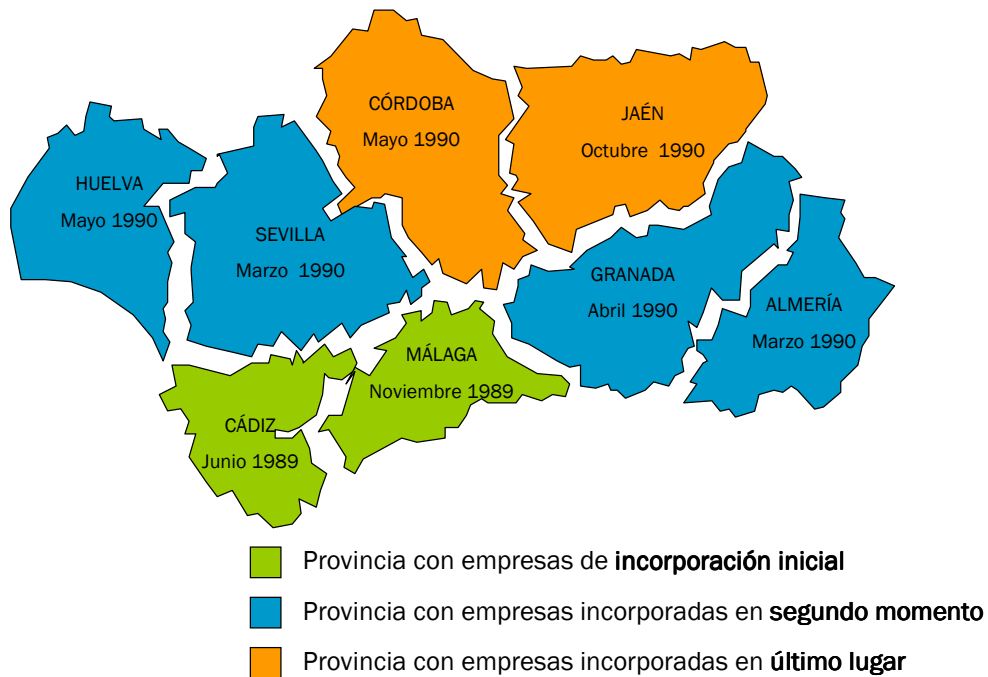 CÓRDOBA
Mayo 1990
JAÉN
Octubre 1990
HUELVA
Mayo 1990
SEVILLA
Marzo 1990
GRANADA
Abril 1990
ALMERÍA
Marzo 1990
MÁLAGA
Noviembre 1989
CÁDIZ
Junio 1989
Provincia con empresas de incorporación inicial
Provincia con empresas incorporadas en segundo momento
Provincia con empresas incorporadas en último lugar